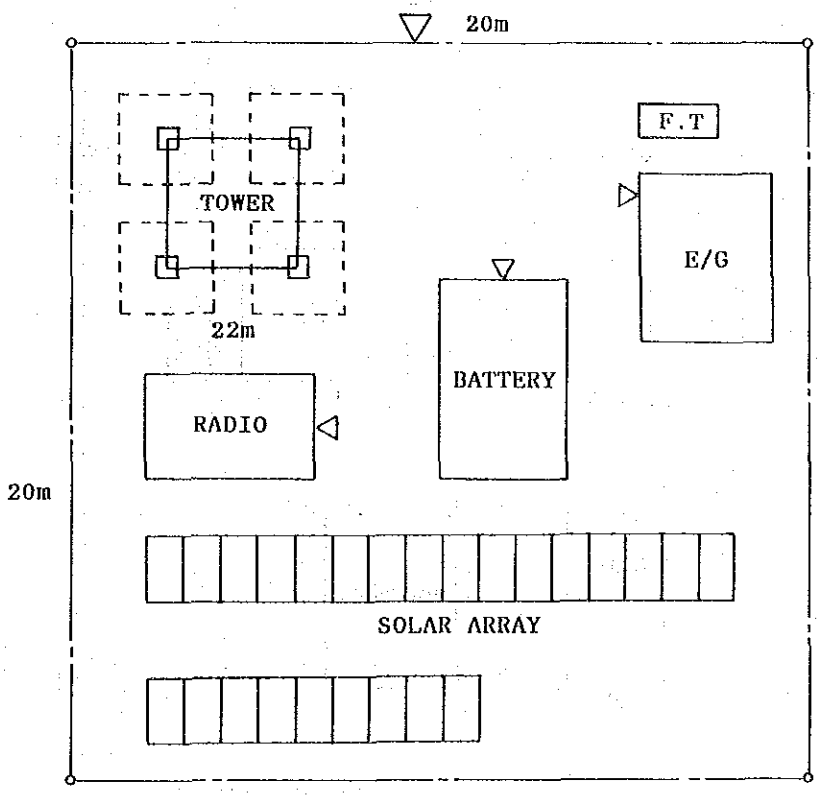 20m
F.T
TOWER
E/G
22m
BATTERY
RADIO
20m
SOLAR ARRAY